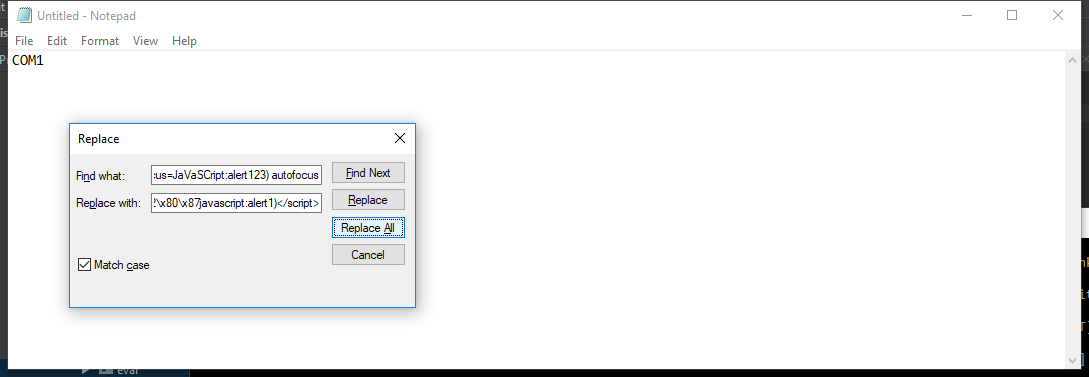 Untitled - Notepad
File Edit Format View Help
COM1
Replace
Find what: :us=JaVaSCript:alert123) autofocus Find Next
Replace with: !\x80\x87javascript:alert1)</script> Replace
Replace All
Cancel
Match case
eval